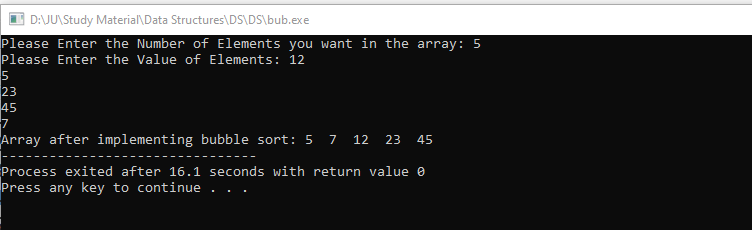 D:\JU\Study Material\Data Structures\DS\DS\bub.exe
Please Enter the Number of Elements you want in the array: 5
Please Enter the Value of Elements: 12
5
23
45
7
Array after implementing bubble sort: 5  7  12  23  45
--------------------------------
Process exited after 16.1 seconds with return value 0
Press any key to continue . . .